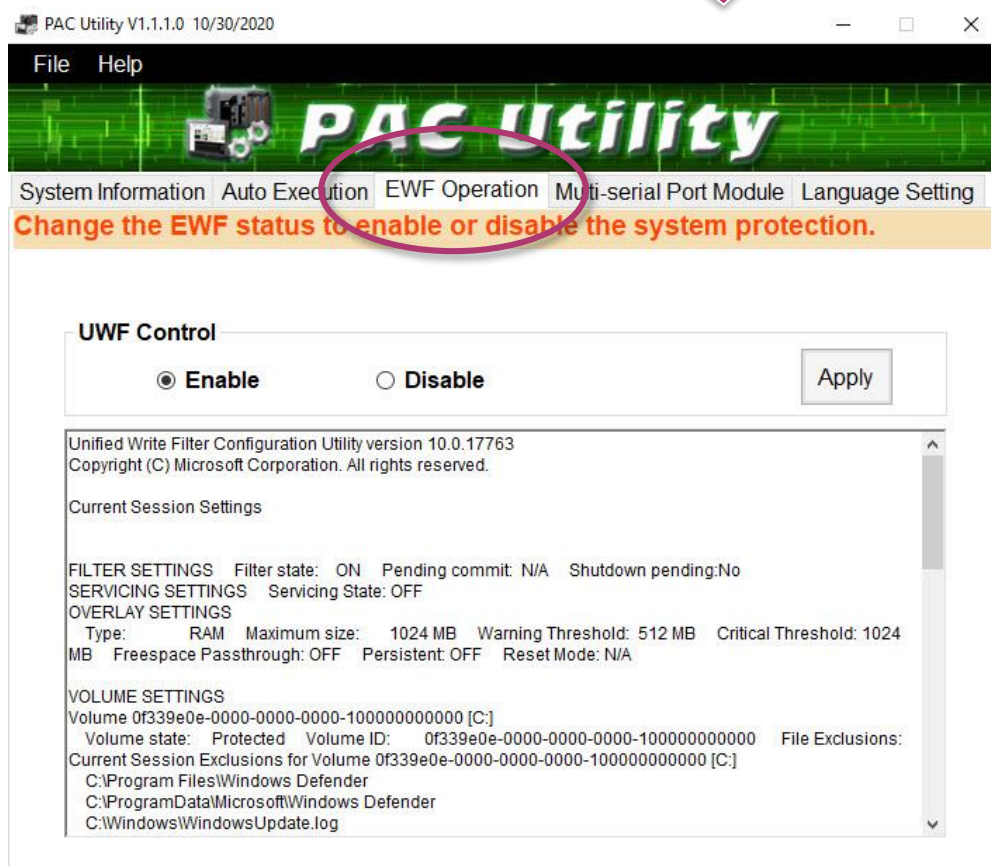 PAC Utility V1.1.1.0 10/30/2020
File Help
PAC Utility
System Information Auto Execution EWF Operation Multi-serial Port Module Language Setting
Change the EWF status to enable or disable the system protection.
UWF Control
Enable Disable Apply
Unified Write Filter Configuration Utility version 10.0.17763
Copyright (C) Microsoft Corporation. All rights reserved.
Current Session Settings
FILTER SETTINGS Filter state: ON Pending commit: N/A Shutdown pending:No
SERVICING SETTINGS Servicing State: OFF
OVERLAY SETTINGS
Type: RAM Maximum size: 1024 MB Warning Threshold: 512 MB Critical Threshold: 1024
MB Freespace Passthrough: OFF Persistent: OFF Reset Mode: N/A
VOLUME SETTINGS
Volume 0f339e0e-0000-0000-0000-100000000000 [C:]
Volume state: Protected Volume ID: 0f339e0e-0000-0000-0000-100000000000 File Exclusions:
Current Session Exclusions for Volume 0f339e0e-0000-0000-0000-100000000000 [C:]
C:\Program Files\Windows Defender
C:\ProgramData\Microsoft\Windows Defender
C:\Windows\WindowsUpdate.log